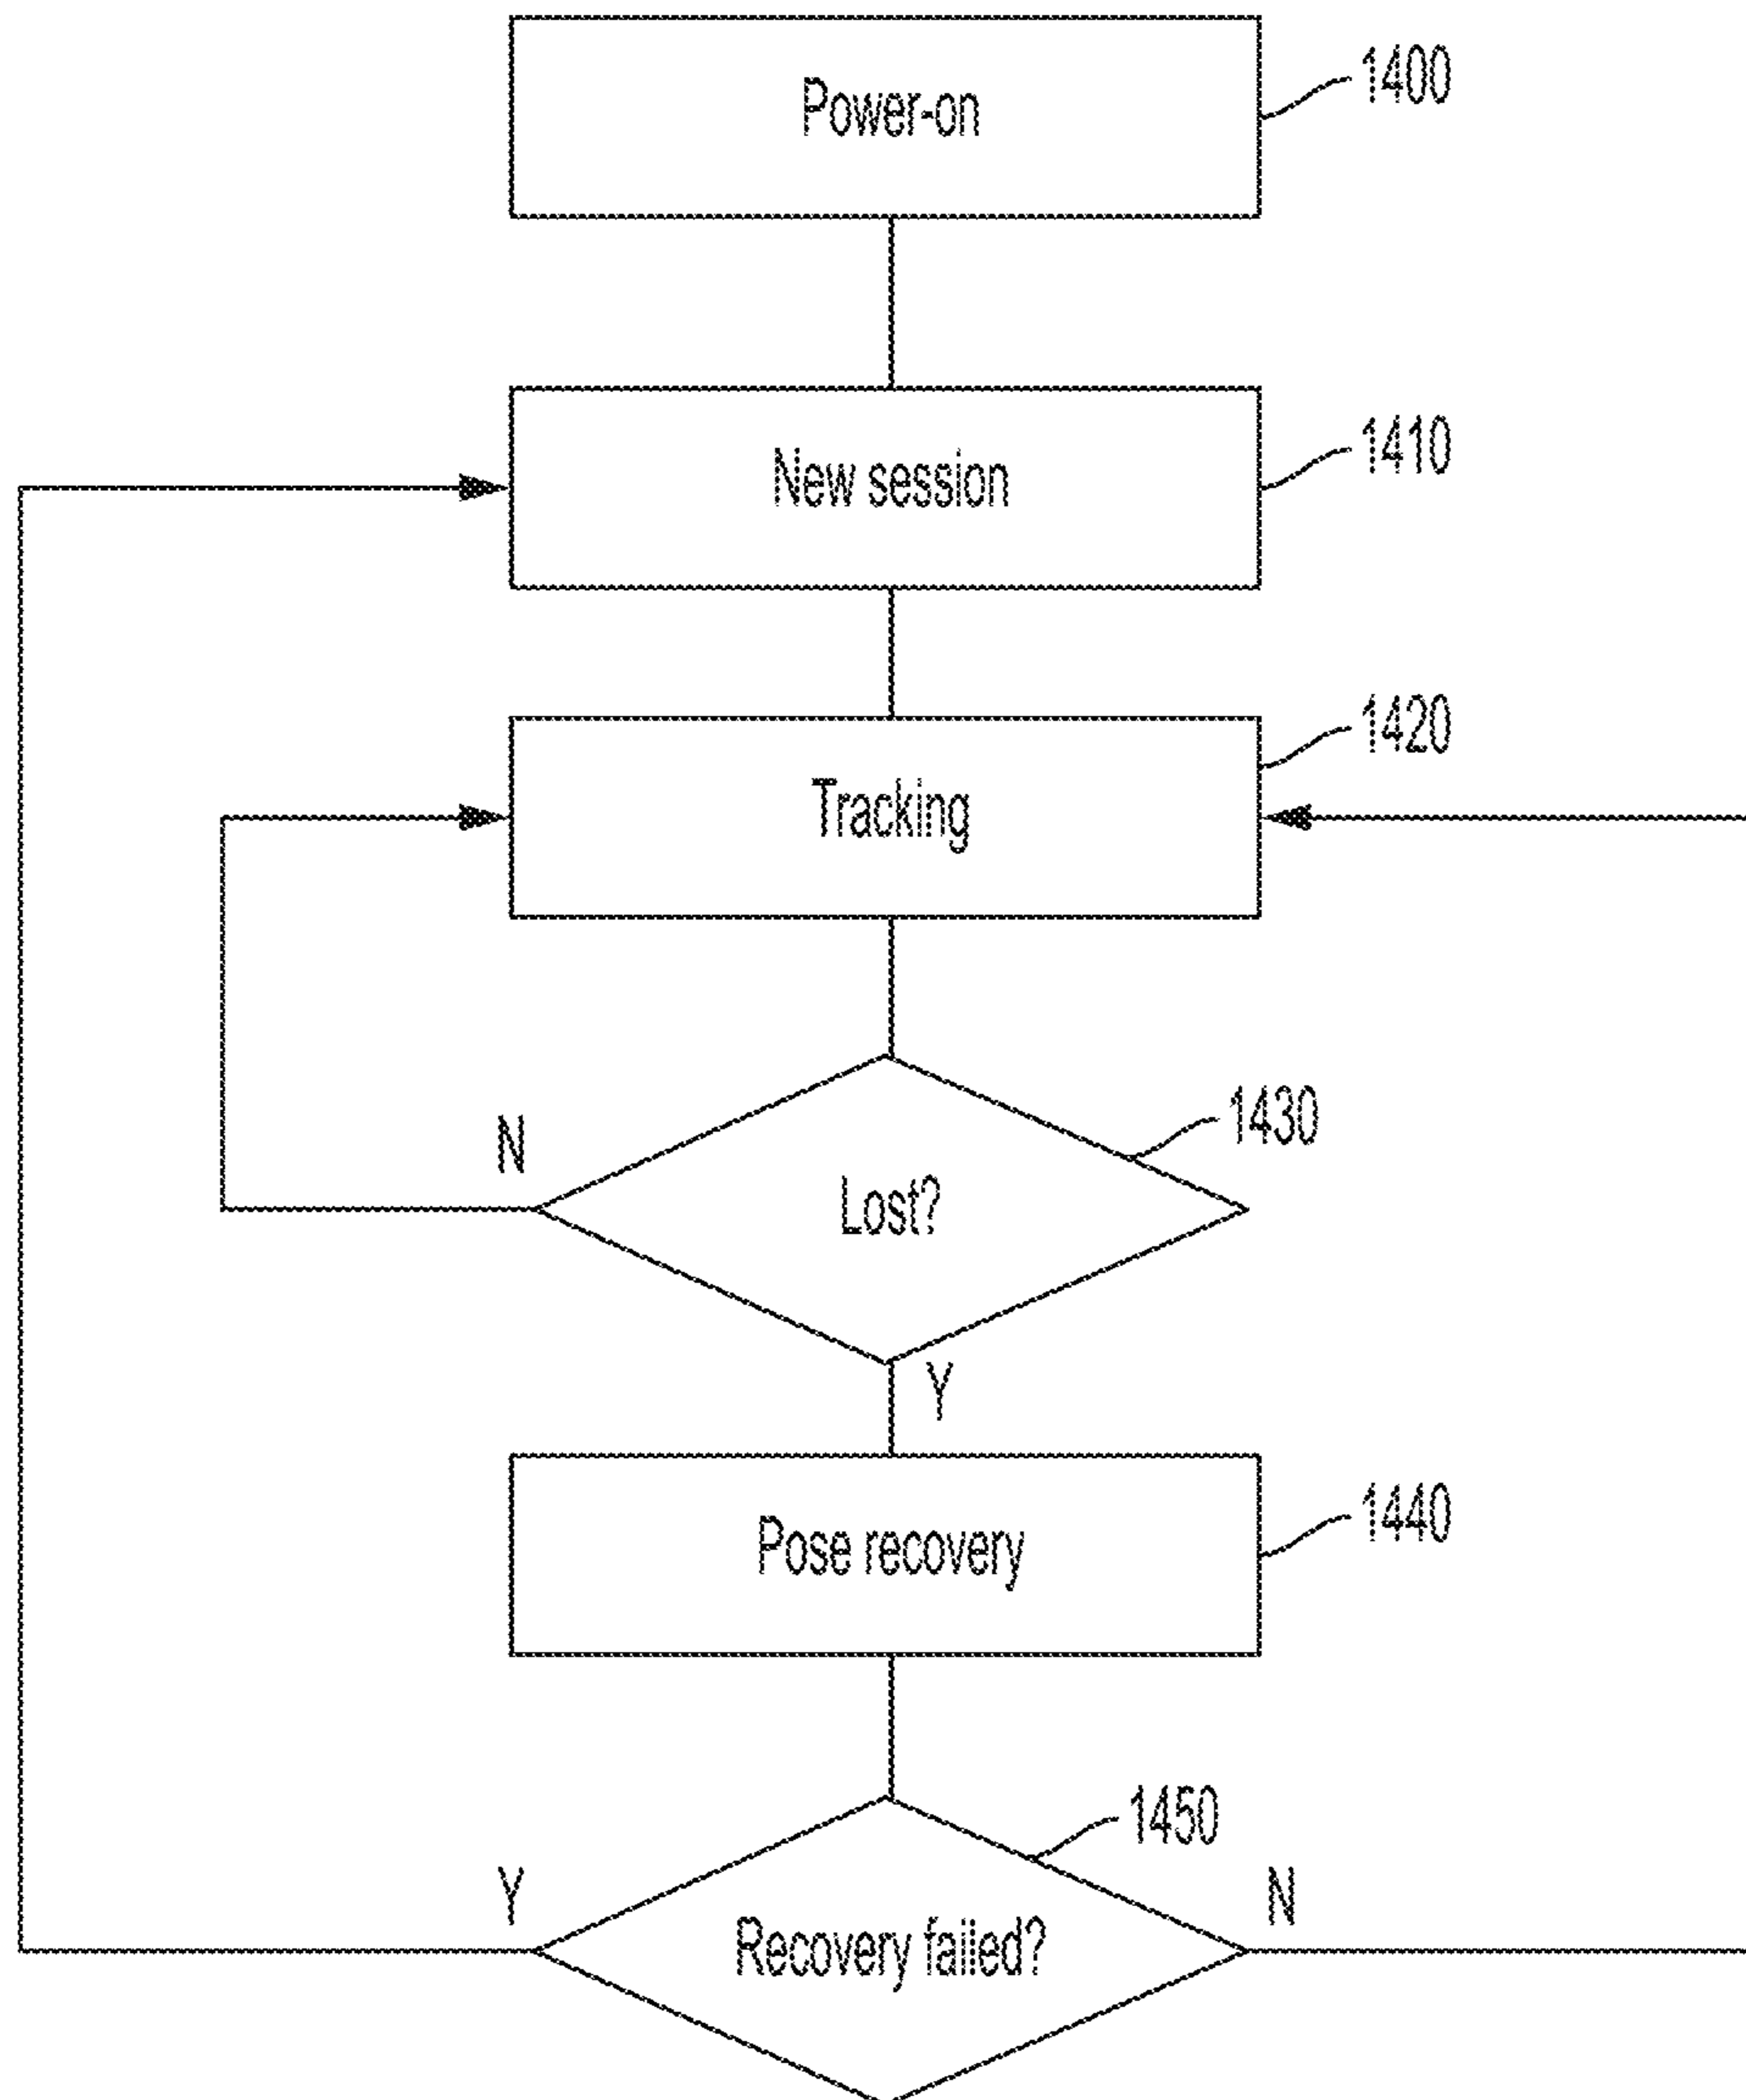 Power-on
1400
New session
1410
Tracking
1420
Lost?
1430
N
Y
Pose recovery
1440
Recovery failed?
1450
Y
N